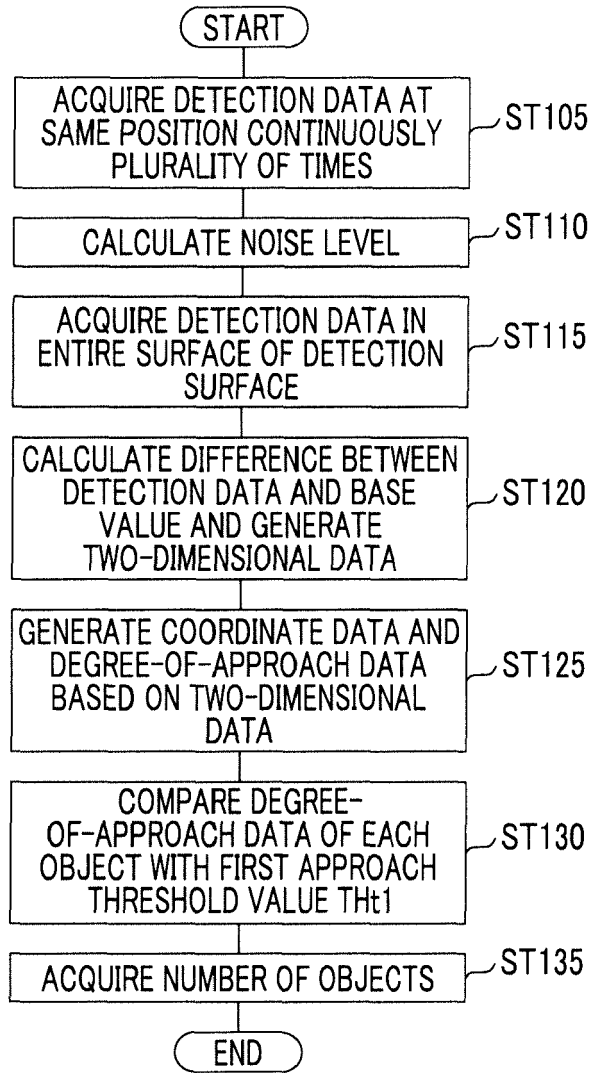 START
ACQUIRE DETECTION DATA AT
SAME POSITION CONTINUOUSLY
PLURALITY OF TIMES
ST105
CALCULATE NOISE LEVEL
ST110
ACQUIRE DETECTION DATA IN
ENTIRE SURFACE OF DETECTION
SURFACE
ST115
CALCULATE DIFFERENCE BETWEEN
DETECTION DATA AND BASE
VALUE AND GENERATE
TWO-DIMENSIONAL DATA
ST120
GENERATE COORDINATE DATA AND
DEGREE-OF-APPROACH DATA
BASED ON TWO-DIMENSIONAL
DATA
ST125
COMPARE DEGREE-
OF-APPROACH DATA OF EACH
OBJECT WITH FIRST APPROACH
THRESHOLD VALUE THt1
ST130
ACQUIRE NUMBER OF OBJECTS
ST135
END